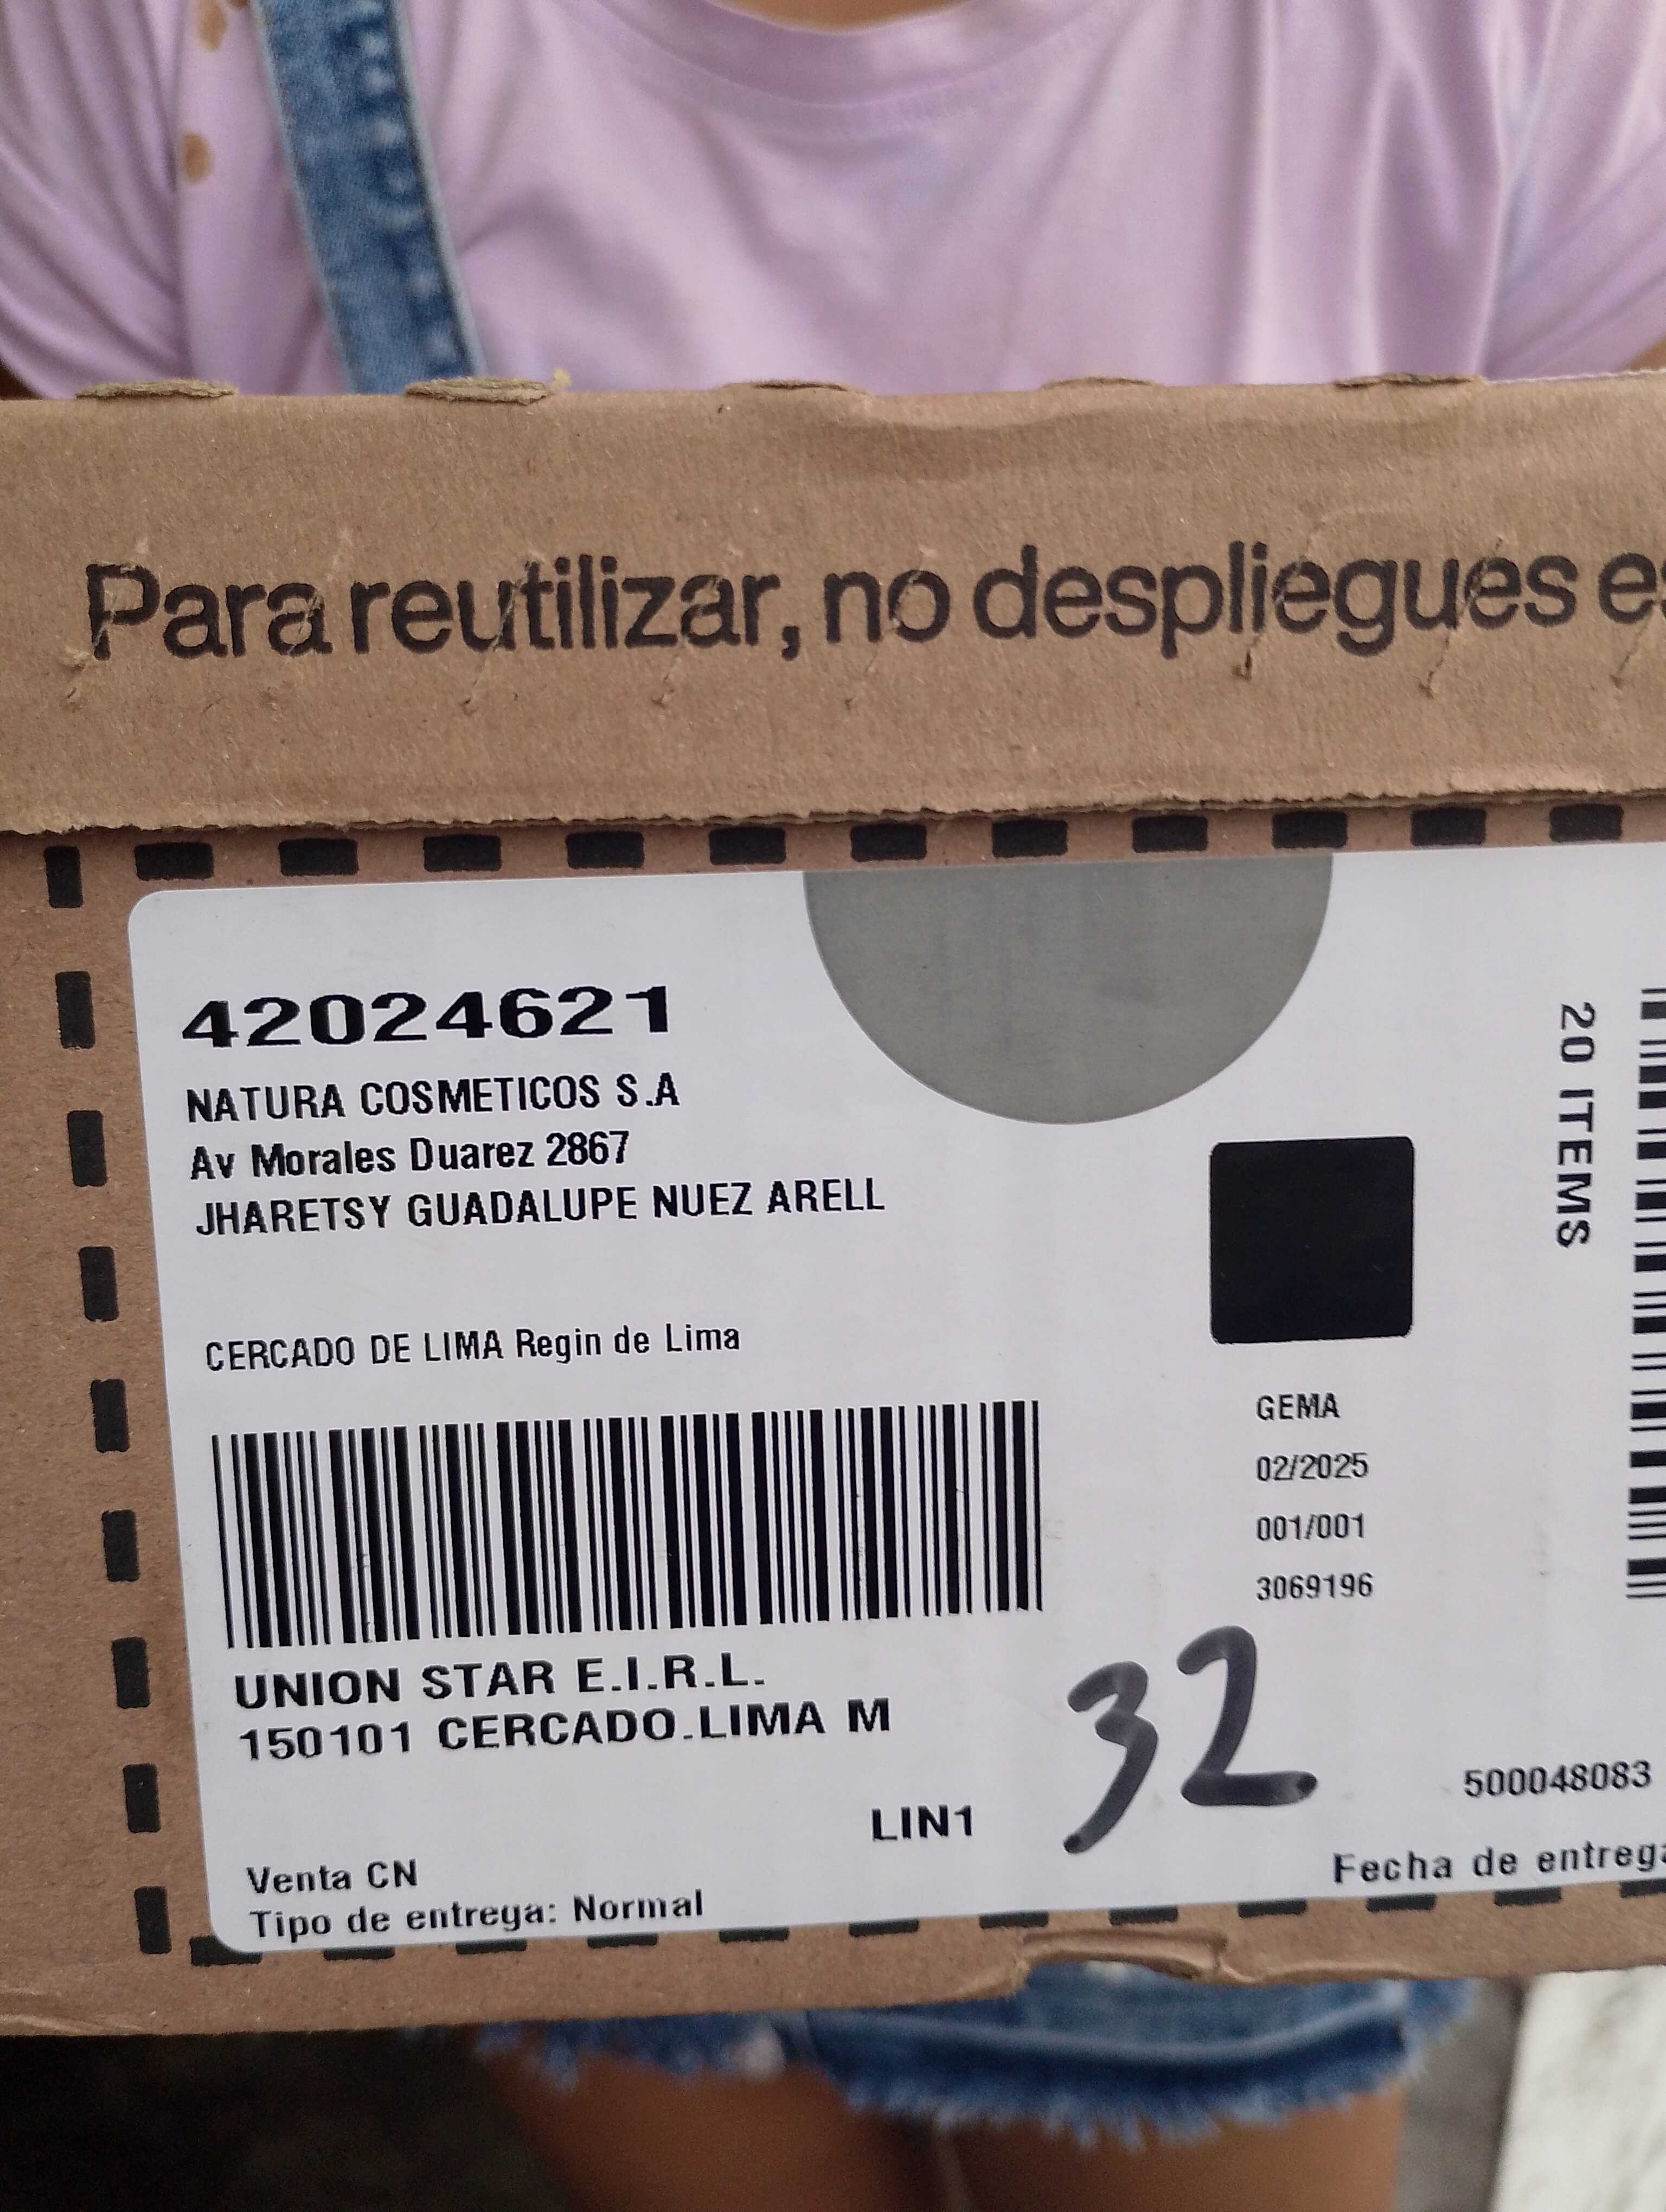 Para reutilizar, no despliegues
42024621
NATURA COSMETICOS S.A
Av Morales Duarez 2867
JHARETSY GUADALUPE NUEZ ARELL
CERCADO DE LIMA Regin de Lima
20 ITEMS
GEMA
02/2025
001/001
3069196
UNION STAR E.I.R.L.
150101 CERCADO.LIMA M
32
LIN1
500048083
Venta CN
Tipo de entrega: Normal
Fecha de entrega